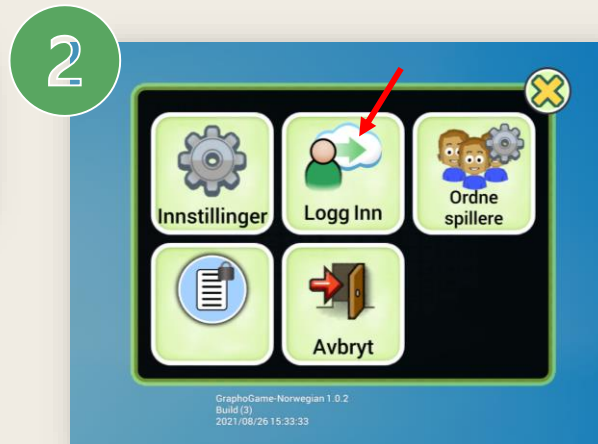 2
Innstillinger
Logg Inn
Ordne
spillere
Avbryt
GraphoGame-Norwegian 1.0.2
Build (3)
2021/08/26 15:33:33